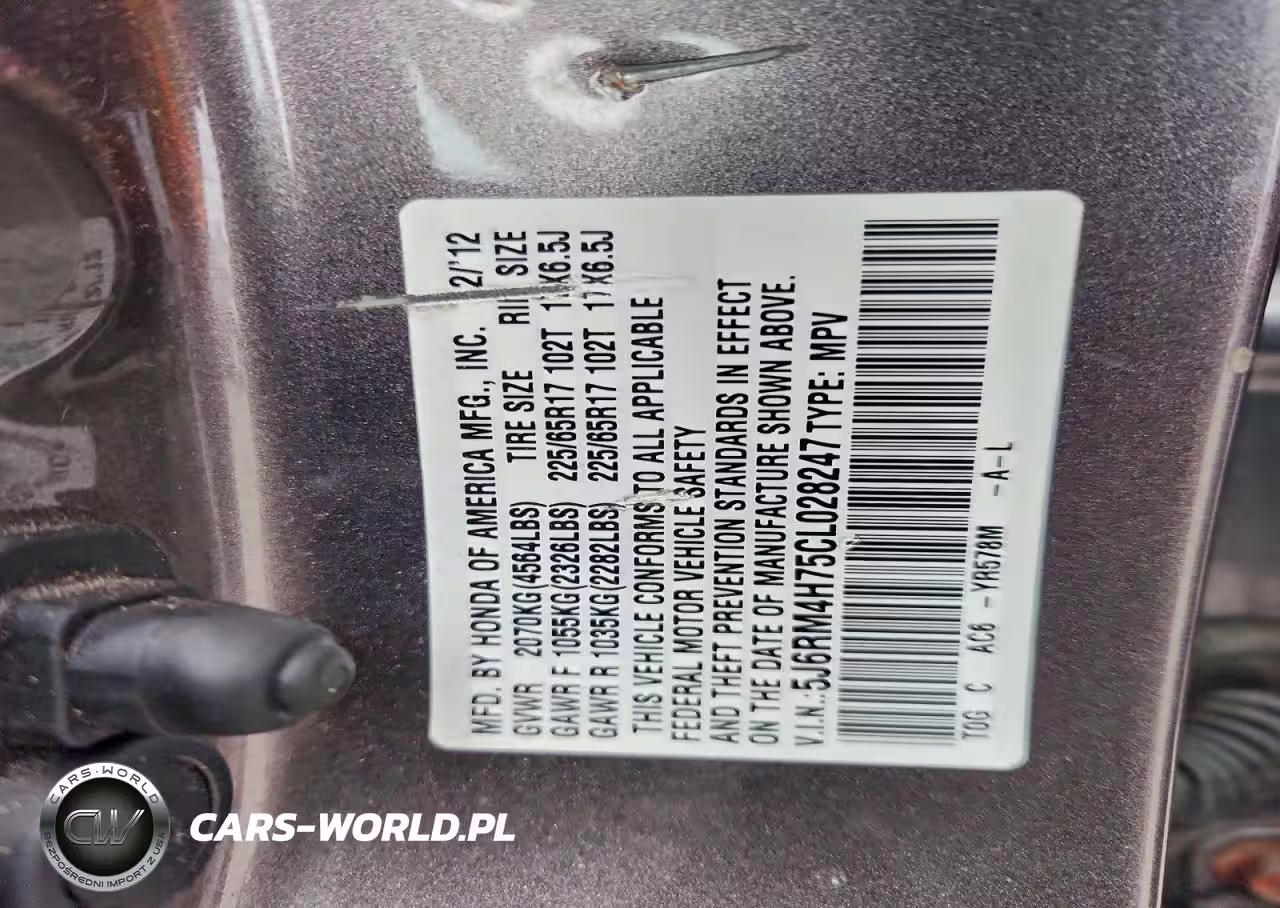 MFD. BY HONDA OF AMERICA MFG., INC. 2/'12
GVWR 2070KG(4564LBS) TIRE SIZE SIZE
GAWR F 1055KG(2326LBS) 225/65R17 102T
GAWR R 1035KG(2282LBS) 225/65R17 102T 17X6.5J
THIS VEHICLE CONFORMS TO ALL APPLICABLE
FEDERAL MOTOR VEHICLE SAFETY
AND THEFT PREVENTION STANDARDS IN EFFECT
ON THE DATE OF MANUFACTURE SHOWN ABOVE.
V.I.N.: 5J6RM4H75CL028247 TYPE: MPV
TOG C AC6 -YR578M -A-L
CARS-WORLD
CW
BEZPOŚREDNI IMPORT Z USA
CARS-WORLD.PL